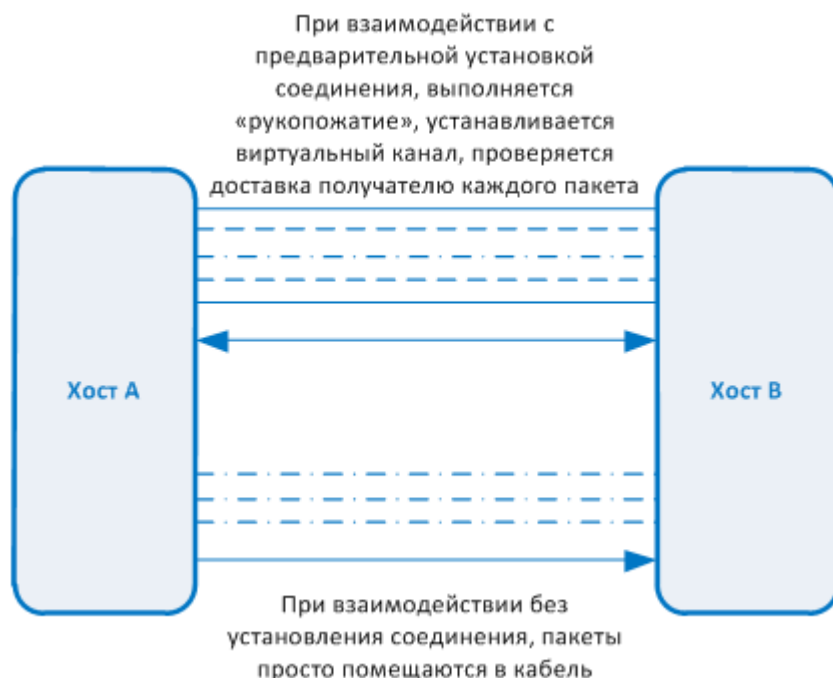 При взаимодействии с
предварительной установкой
соединения, выполняется
«рукопожатие», устанавливается
виртуальный канал, проверяется
доставка получателю каждого пакета
Хост A
Хост B
При взаимодействии без
установления соединения, пакеты
просто помещаются в кабель